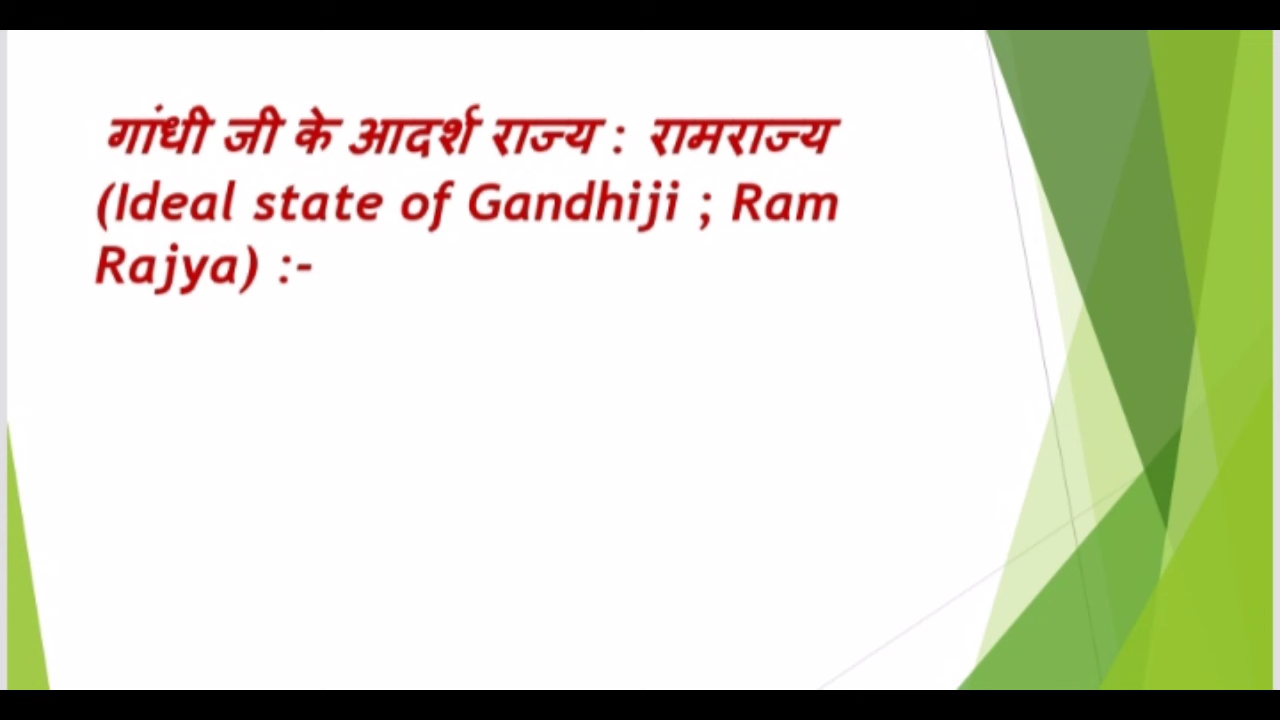 गांधी जी के आदर्श राज्य : रामराज्य
(Ideal state of Gandhiji ; Ram
Rajya) :-